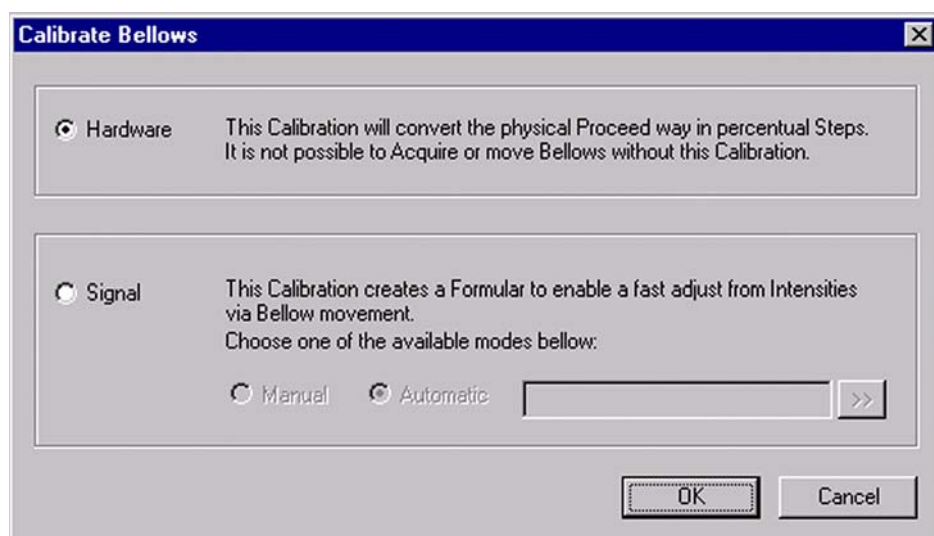 Calibrate Bellows
Hardware
This Calibration will convert the physical Proceed way in percentual Steps.
It is not possible to Acquire or move Bellows without this Calibration.
Signal
This Calibration creates a Formular to enable a fast adjust from Intensities
via Bellow movement.
Choose one of the available modes bellow:
Manual
Automatic
>>
OK
Cancel